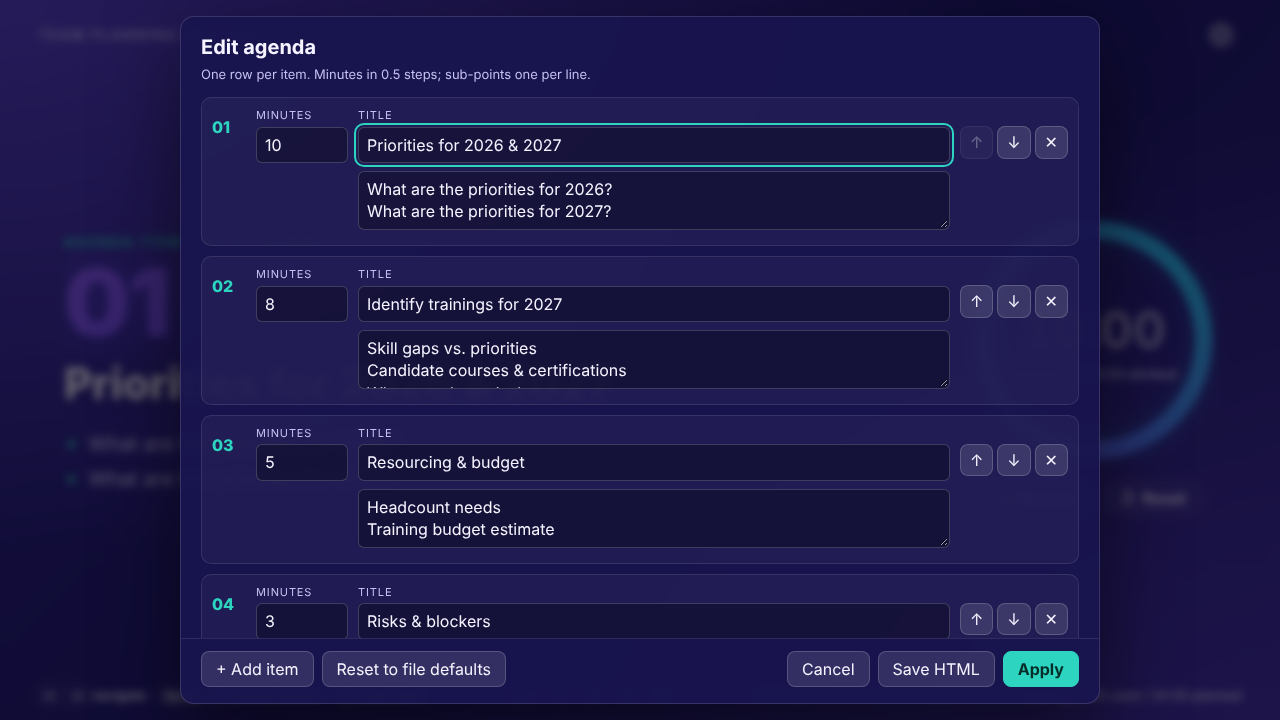 Edit agenda
One row per item. Minutes in 0.5 steps; sub-points one per line.
01
MINUTES
TITLE
10
Priorities for 2026 & 2027
↑ ↓ ✕
What are the priorities for 2026?
What are the priorities for 2027?
02
MINUTES
TITLE
8
Identify trainings for 2027
↑ ↓ ✕
Skill gaps vs. priorities
Candidate courses & certifications
03
MINUTES
TITLE
5
Resourcing & budget
↑ ↓ ✕
Headcount needs
Training budget estimate
04
MINUTES
TITLE
3
Risks & blockers
↑ ↓ ✕
+ Add item
Reset to file defaults
Cancel
Save HTML
Apply